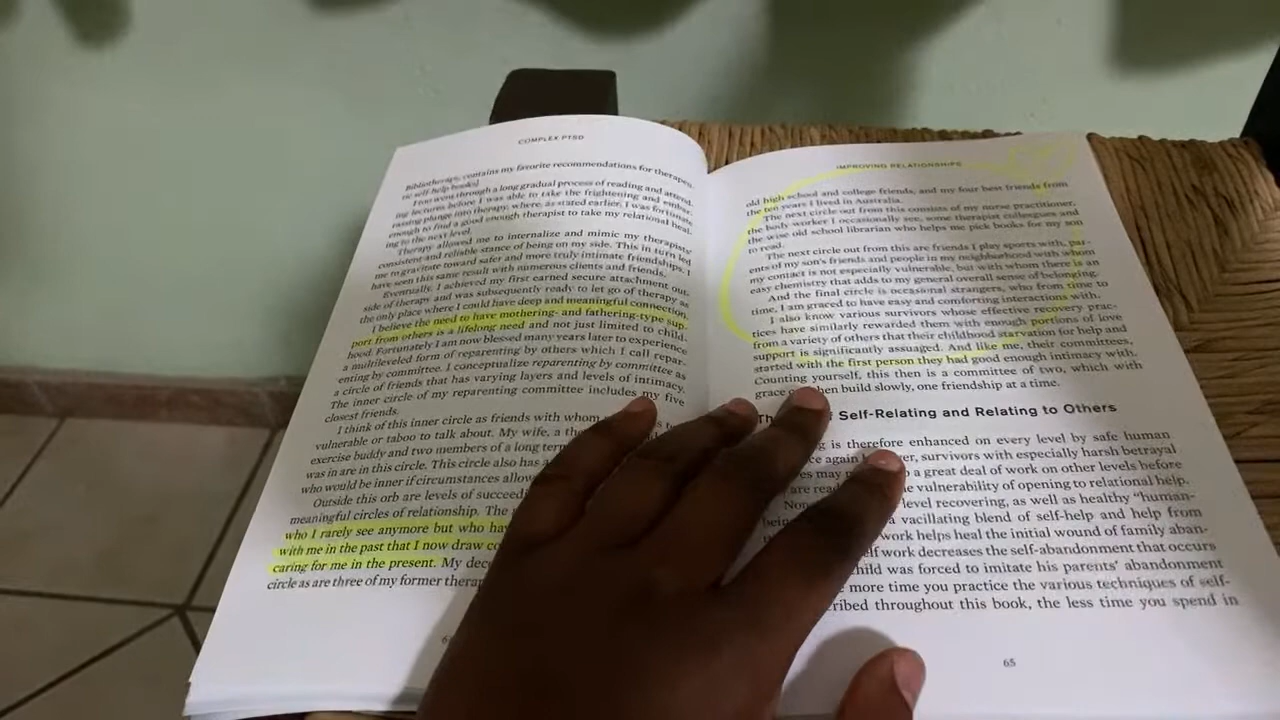 COMPLEX PTSD
Bibliotherapy, contains my favorite recommendations for therapeu-
tic self-help books]
I too went through a long gradual process of reading and attend-
ing lectures before I was able to take the frightening and embar-
rassing plunge into therapy, where, as stated earlier, I was fortunate
enough to find a good enough therapist to take my relational heal-
ing to the next level.
Therapy allowed me to internalize and mimic my therapists'
consistent and reliable stance of being on my side. This in turn led
me to gravitate toward safer and more truly intimate friendships. I
have seen this same result with numerous clients and friends.
Eventually, I achieved my first earned secure attachment out-
side of therapy and was subsequently ready to let go of therapy as
the only place where I could have deep and meaningful connection.
I believe the need to have mothering- and fathering-type sup-
port from others is a lifelong need and not just limited to child-
hood. Fortunately I am now blessed many years later to experience
a multileveled form of reparenting by others which I call repar-
enting by committee. I conceptualize reparenting by committee as
a circle of friends that has varying layers and levels of intimacy.
The inner circle of my reparenting committee includes my five
closest friends.
I think of this inner circle as friends with whom
vulnerable or taboo to talk about. My wife, a
exercise buddy and two members of a long term
was in are in this circle. This circle also has
who would be inner if circumstances
Outside this orb are levels of
meaningful circles of relationship. The
who I rarely see anymore but who
with me in the past that I now draw
caring for me in the present. My
circle as are three of my former
IMPROVING RELATIONSHIPS
old high school and college friends, and my four best friends from
the ten years I lived in Australia.
The next circle out from this consists of my nurse practitioner,
the body worker I occasionally see, some therapist colleagues and
the wise old school librarian who helps me pick books for my son
to read.
The next circle out from this are friends I play sports with, par-
ents of my son's friends and people in my neighborhood with whom
my contact is not especially vulnerable, but with whom there is an
easy chemistry that adds to my general overall sense of belonging.
And the final circle is occasional strangers, who from time to
time, I am graced to have easy and comforting interactions with.
I also know various survivors whose effective recovery prac-
tices have similarly rewarded them with enough portions of love
from a variety of others that their childhood starvation for help and
support is significantly assuaged. And like me, their committees,
started with the first person they had good enough intimacy with.
Counting yourself, this then is a committee of two, which with
grace then build slowly, one friendship at a time.
Self-Relating and Relating to Others
is therefore enhanced on every level by safe human
again survivors with especially harsh betrayal
may a great deal of work on other levels before
are vulnerability of opening to relational help.
level recovering, as well as healthy “human-
a vacillating blend of self-help and help from
work helps heal the initial wound of family aban-
work decreases the self-abandonment that occurs
was forced to imitate his parents’ abandonment
more time you practice the various techniques of self-
throughout this book, the less time you spend in
65